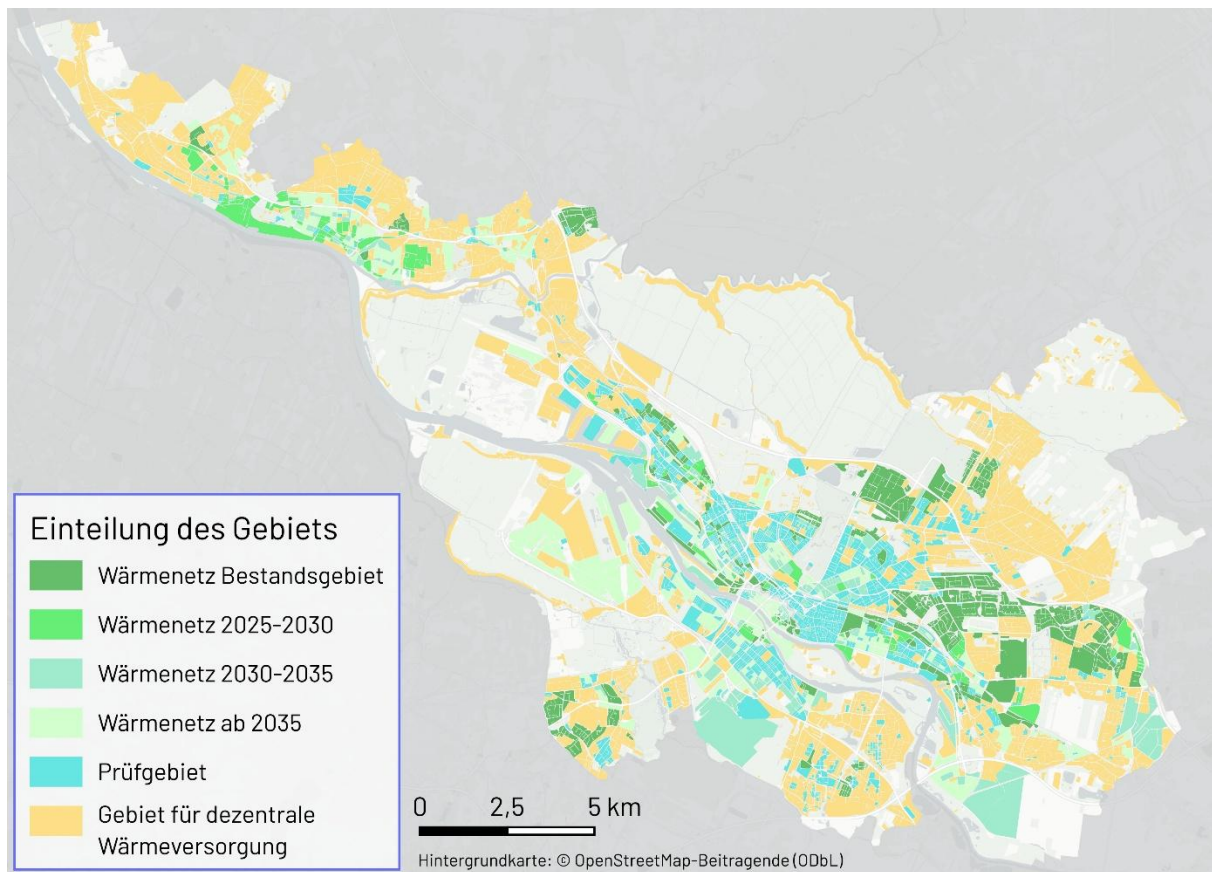 Einteilung des Gebiets
Wärmenetz Bestandsgebiet
Wärmenetz 2025-2030
Wärmenetz 2030-2035
Wärmenetz ab 2035
Prüfgebiet
Gebiet für dezentrale
Wärmeversorgung
0 2,5 5 km
Hintergrundkarte: © OpenStreetMap-Beitragende (ODbL)